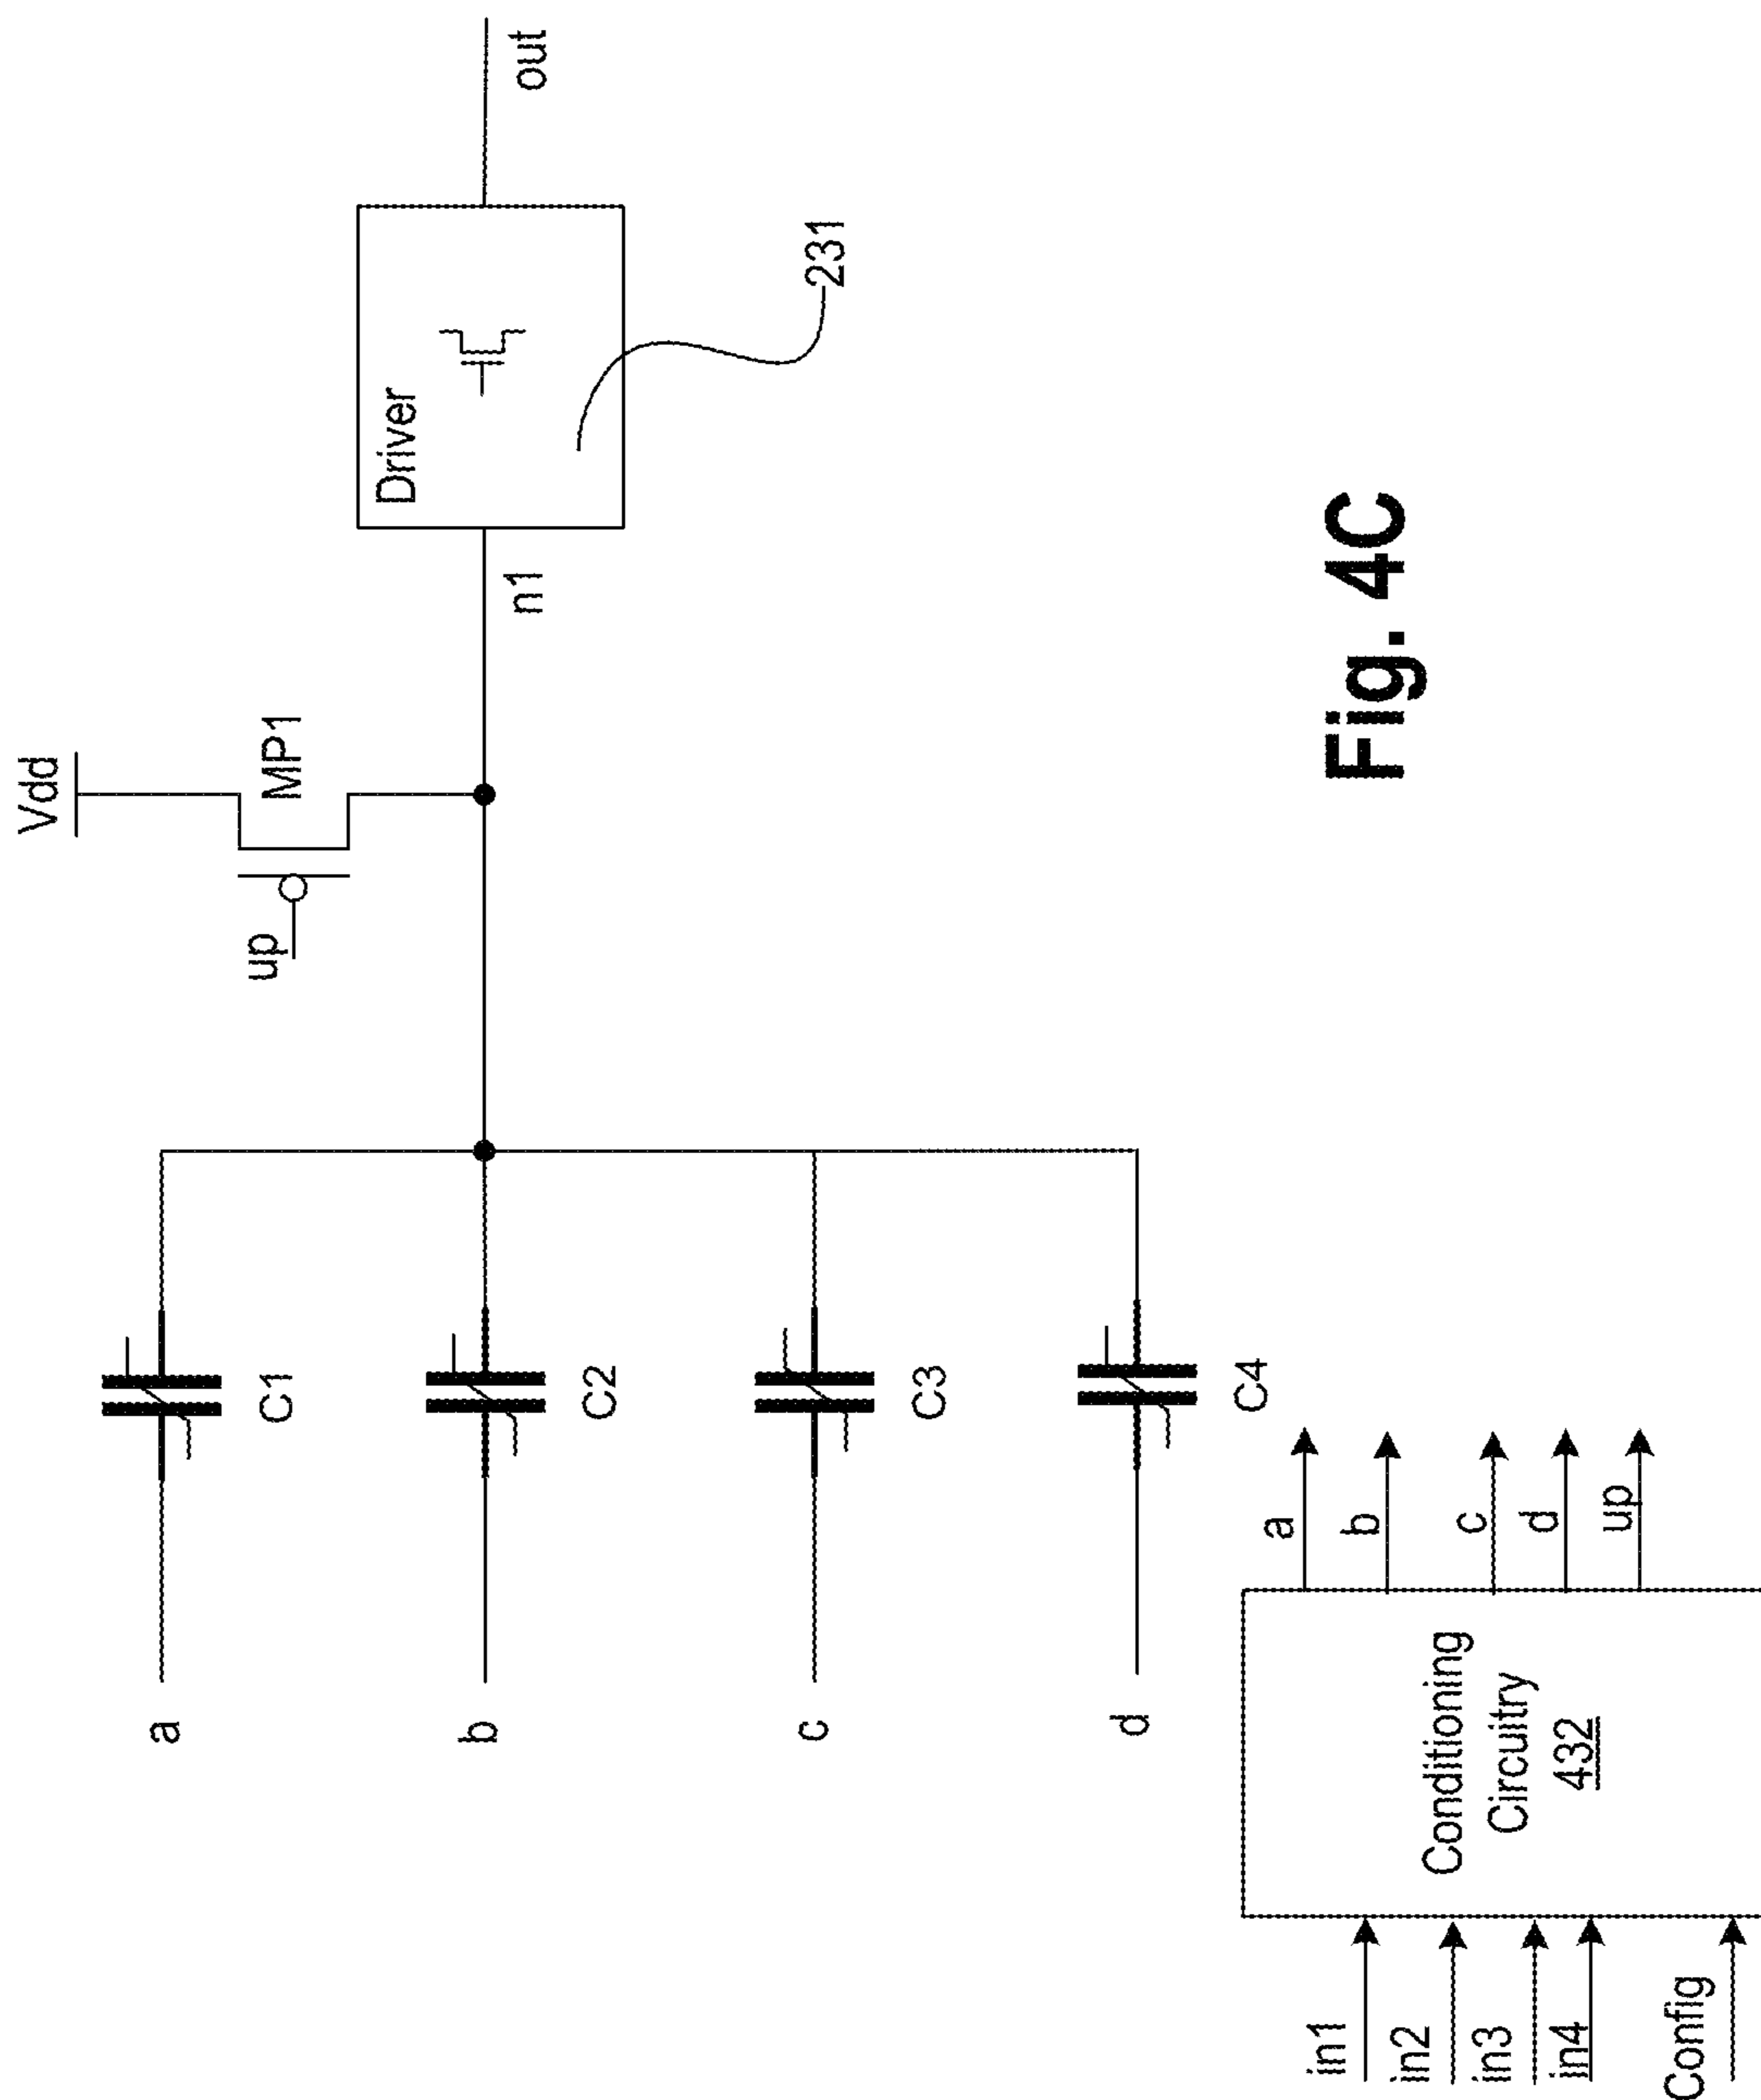 Vdd
MP1
up
a
C1
b
C2
c
C3
d
C4
n1
Driver
out
231
in1
in2
in3
in4
Config
Conditioning
Circuitry
432
a
b
c
d
up
Fig. 4C